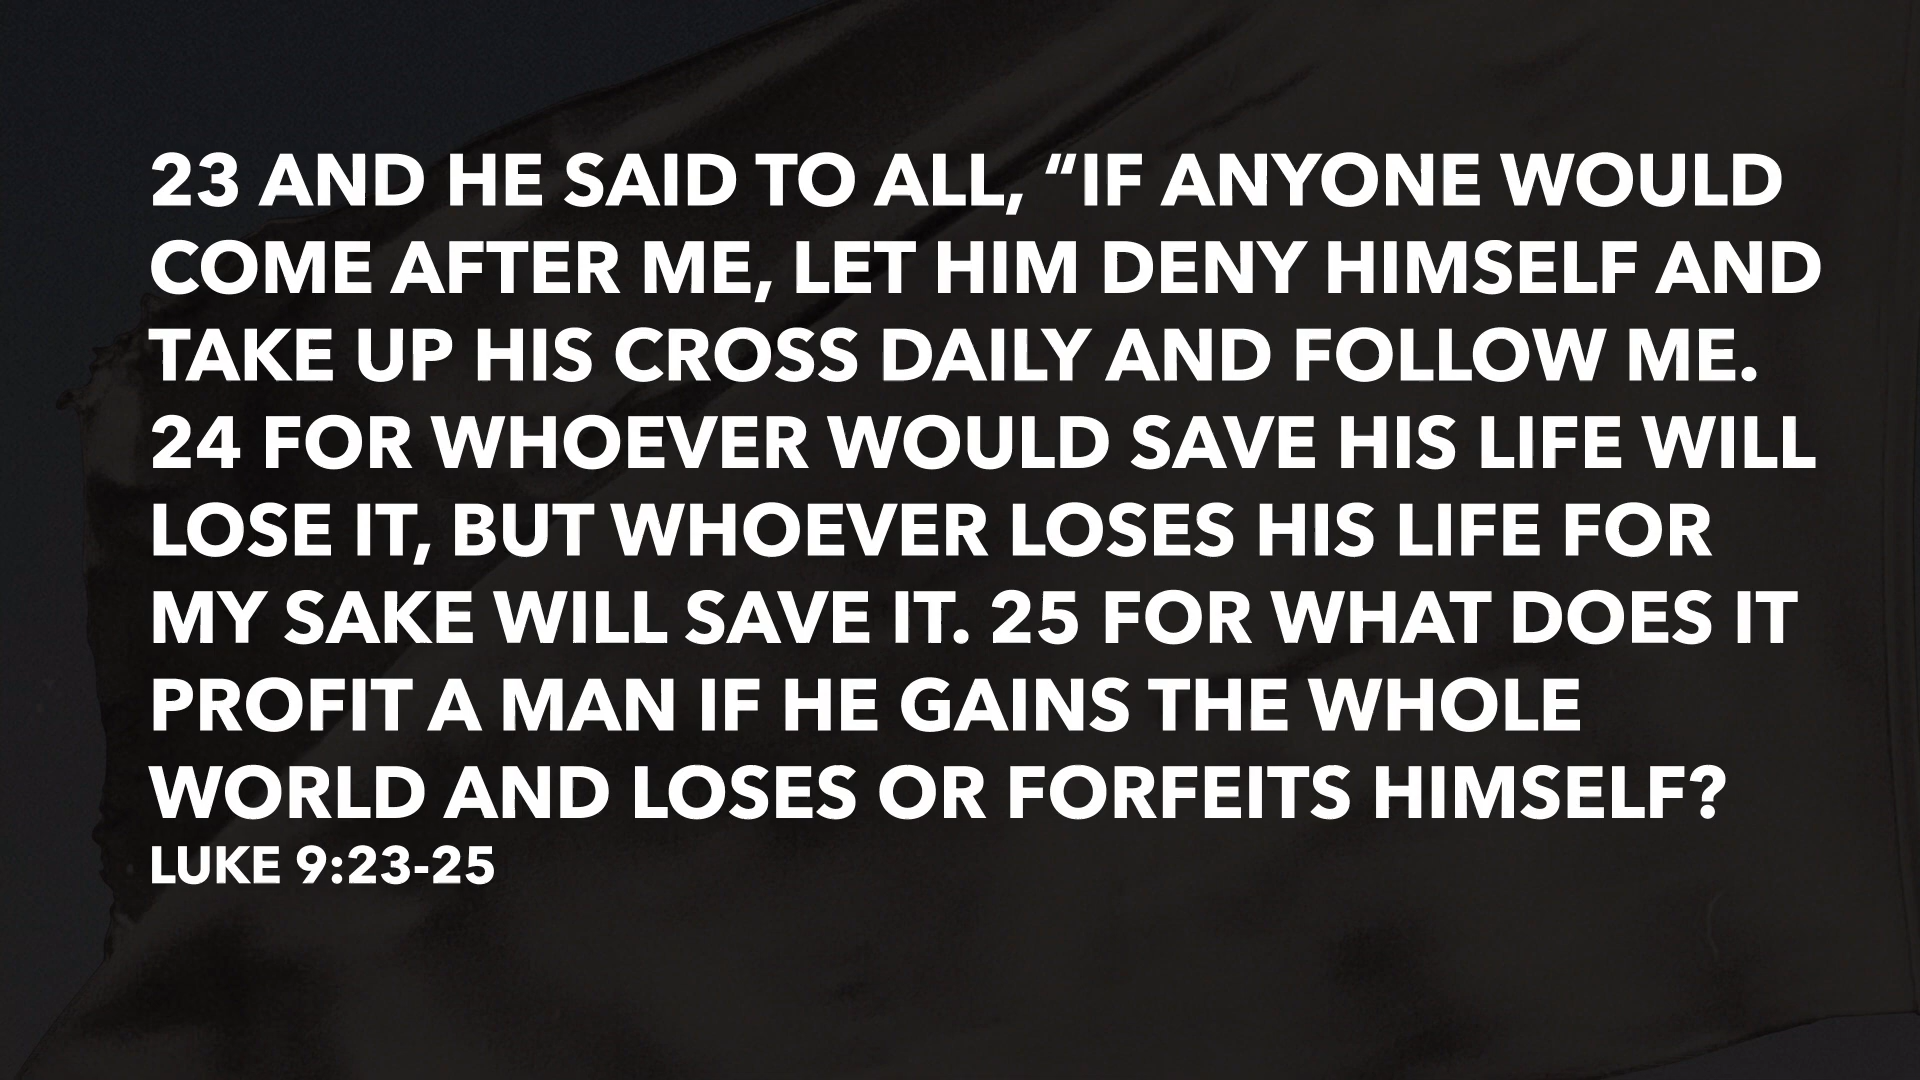 23 AND HE SAID TO ALL, “IF ANYONE WOULD
COME AFTER ME, LET HIM DENY HIMSELF AND
TAKE UP HIS CROSS DAILY AND FOLLOW ME.
24 FOR WHOEVER WOULD SAVE HIS LIFE WILL
LOSE IT, BUT WHOEVER LOSES HIS LIFE FOR
MY SAKE WILL SAVE IT. 25 FOR WHAT DOES IT
PROFIT A MAN IF HE GAINS THE WHOLE
WORLD AND LOSES OR FORFEITS HIMSELF?
LUKE 9:23-25